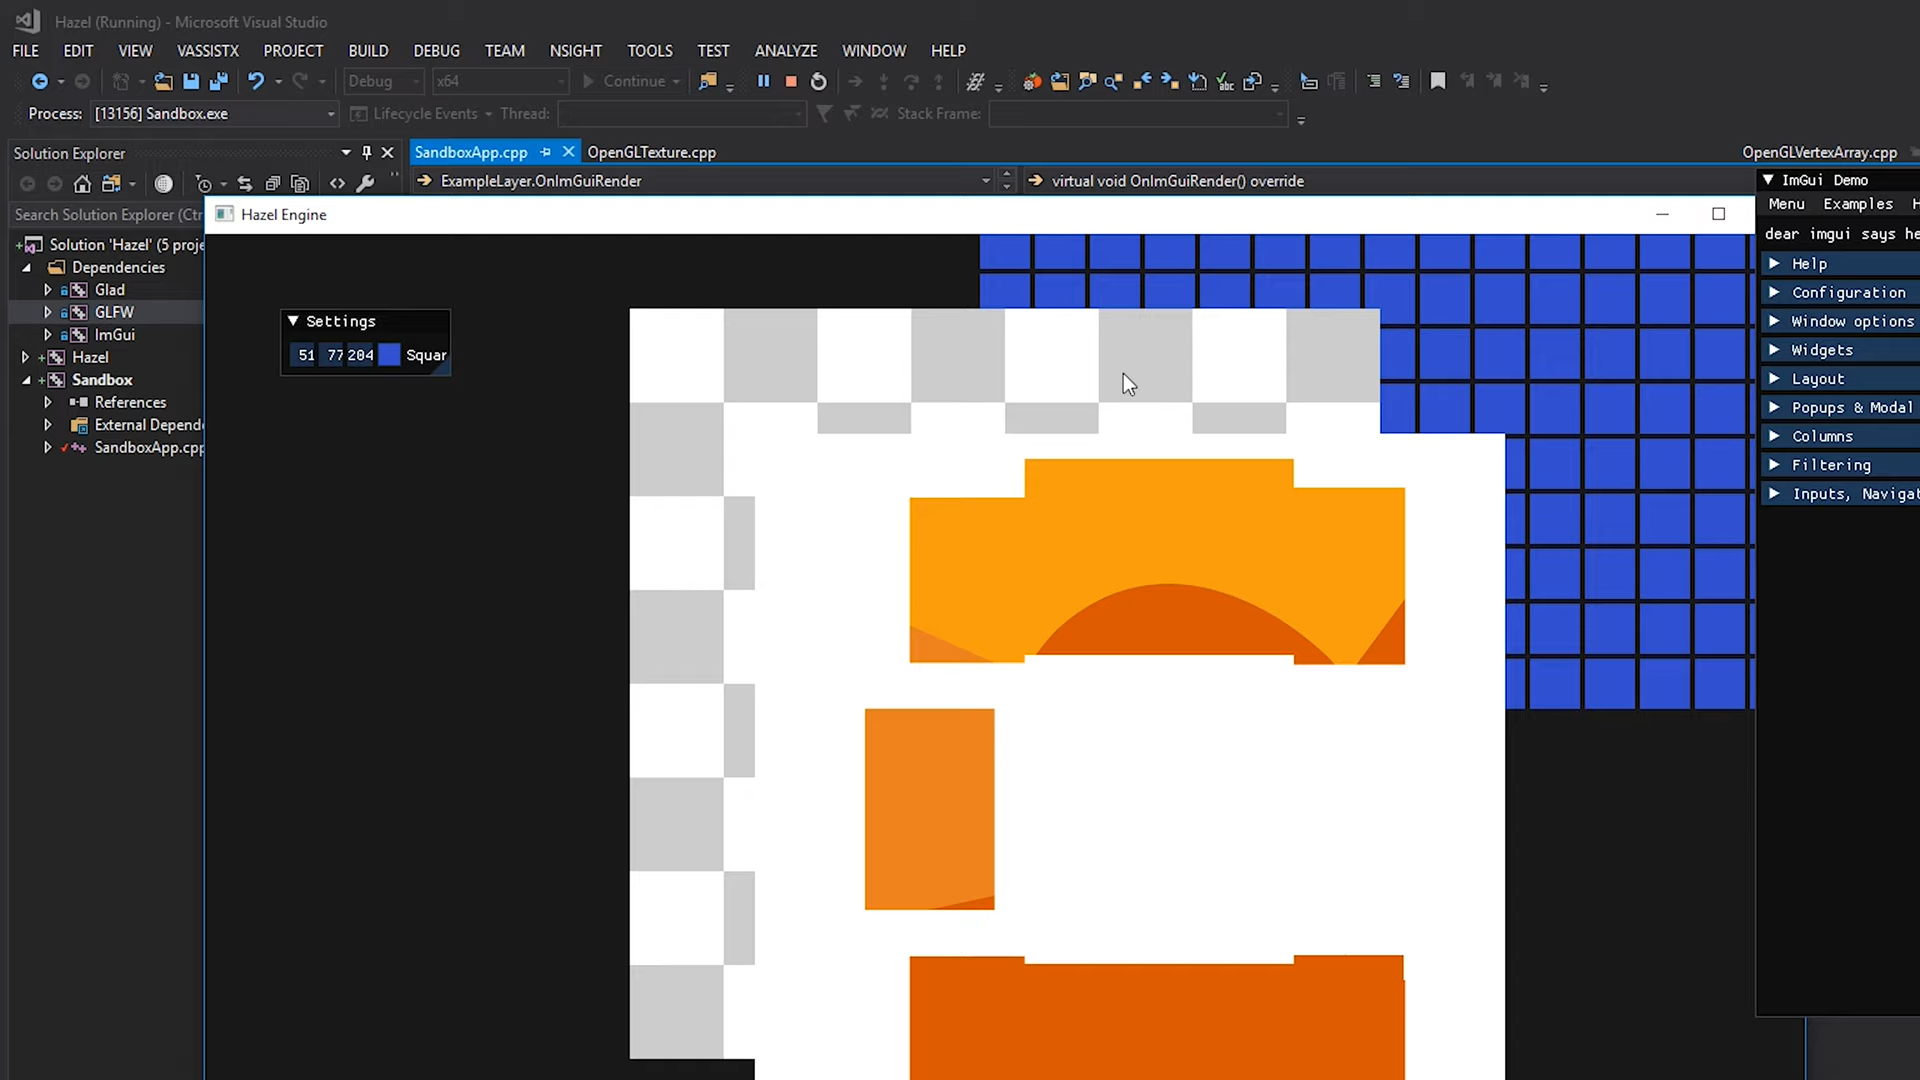 Hazel (Running) - Microsoft Visual Studio
FILE EDIT VIEW VASSISTX PROJECT BUILD DEBUG TEAM NSIGHT TOOLS TEST ANALYZE WINDOW HELP
Debug x64 Continue
Process: [13156] Sandbox.exe Lifecycle Events Thread: Stack Frame:
Solution Explorer SandboxApp.cpp OpenGLTexture.cpp OpenGLVertexArray.cpp
ExampleLayer.OnImGuiRender virtual void OnImGuiRender() override
Search Solution Explorer (Ctr
Hazel Engine
Solution 'Hazel' (5 proje
Dependencies
Glad
GLFW
ImGui
Hazel
Sandbox
References
External Depend
SandboxApp.cpp
Settings
51 77 204 Squar
ImGui Demo
Menu Examples H
dear imgui says he
Help
Configuration
Window options
Widgets
Layout
Popups & Modal
Columns
Filtering
Inputs, Navigat